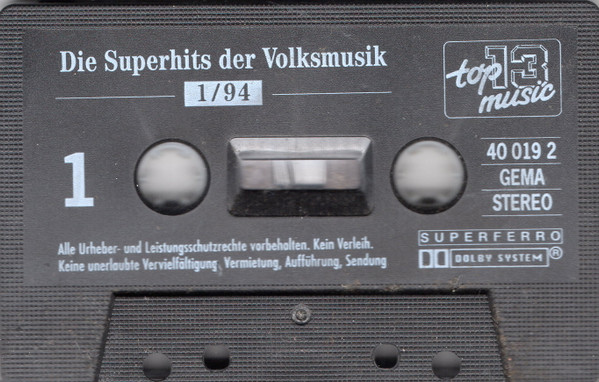 Die Superhits der Volksmusik
1/94
top 13
music
1
40 019 2
GEMA
STEREO
SUPERFERRO
DOLBY SYSTEM ®
Alle Urheber- und Leistungsschutzrechte vorbehalten. Kein Verleih.
Keine unerlaubte Vervielfältigung, Vermietung, Aufführung, Sendung